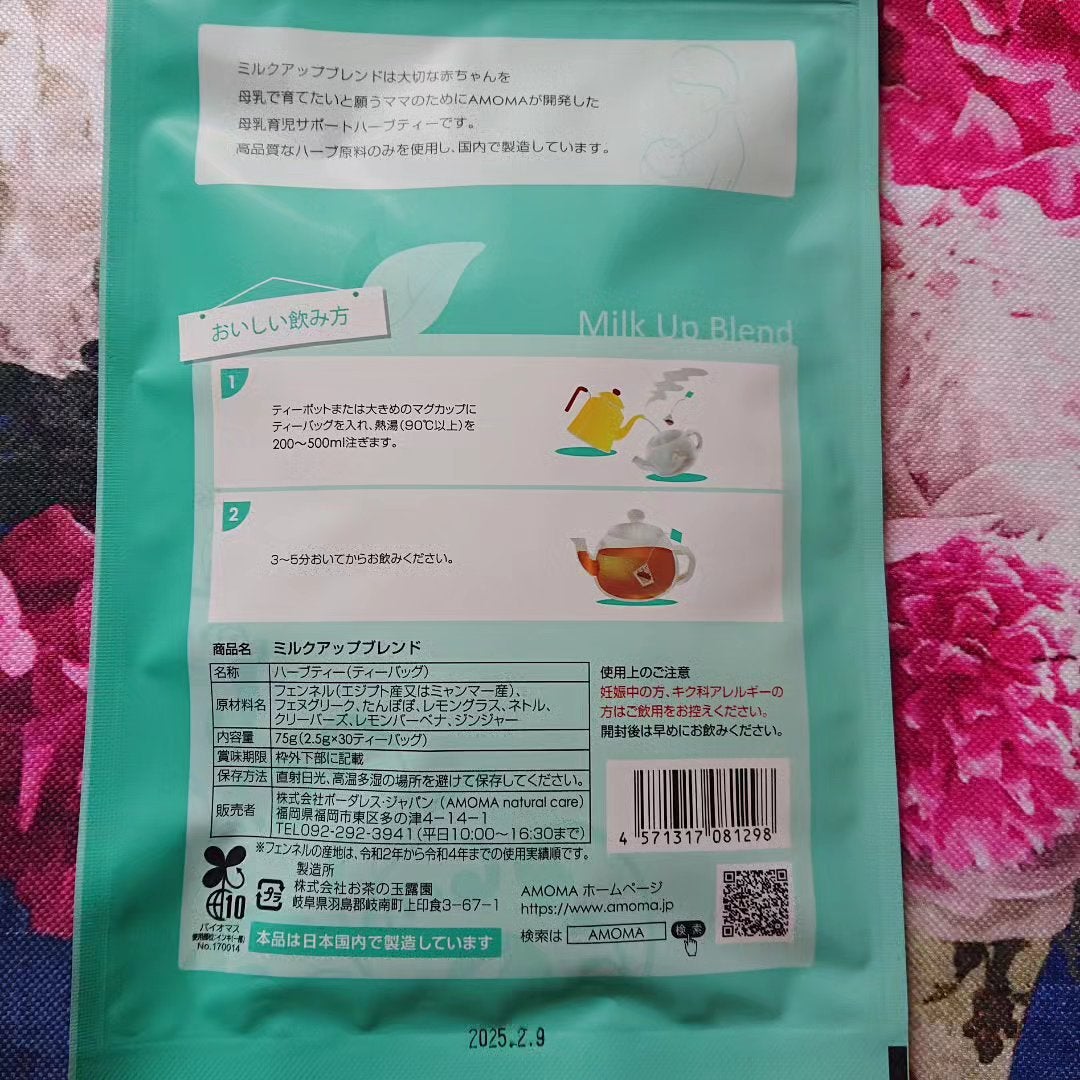 ミルクアップブレンドは大切な赤ちゃんを
母乳で育てたいと願うママのためにAMOMAが開発した
母乳育児サポートハーブティーです。
高品質なハーブ原料のみを使用し、国内で製造しています。
おいしい飲み方
Milk Up Blend
1
ティーポットまたは大きめのマグカップに
ティーバッグを入れ、熱湯(90℃以上)を
200〜500ml注ぎます。
2
3〜5分おいてからお飲みください。
商品名 ミルクアップブレンド
名称 ハーブティー(ティーバッグ)
原材料名 フェンネル(エジプト産又はミャンマー産)、
フェヌグリーク、たんぽぽ、レモングラス、ネトル、
クリーバーズ、レモンバーベナ、ジンジャー
内容量 75g(2.5g×30ティーバッグ)
賞味期限 枠外下部に記載
保存方法 直射日光、高温多湿の場所を避けて保存してください。
販売者 株式会社ボーダレス・ジャパン(AMOMA natural care)
福岡県福岡市東区多の津4-14-1
TEL092-292-3941(平日10:00〜16:30まで)
※フェンネルの産地は、令和2年から令和4年までの使用実績順です。
使用上のご注意
妊娠中の方、キク科アレルギーの
方はご飲用をお控えください。
開封後は早めにお飲みください。
4 571317 081298
製造所
株式会社お茶の玉露園
岐阜県羽島郡岐南町上印食3-67-1
プラ
10
バイオマス
使用部位:インキ(一部)
No.170014
本品は日本国内で製造しています
AMOMA ホームページ
https://www.amoma.jp
検索は AMOMA 検索
2025.2.9